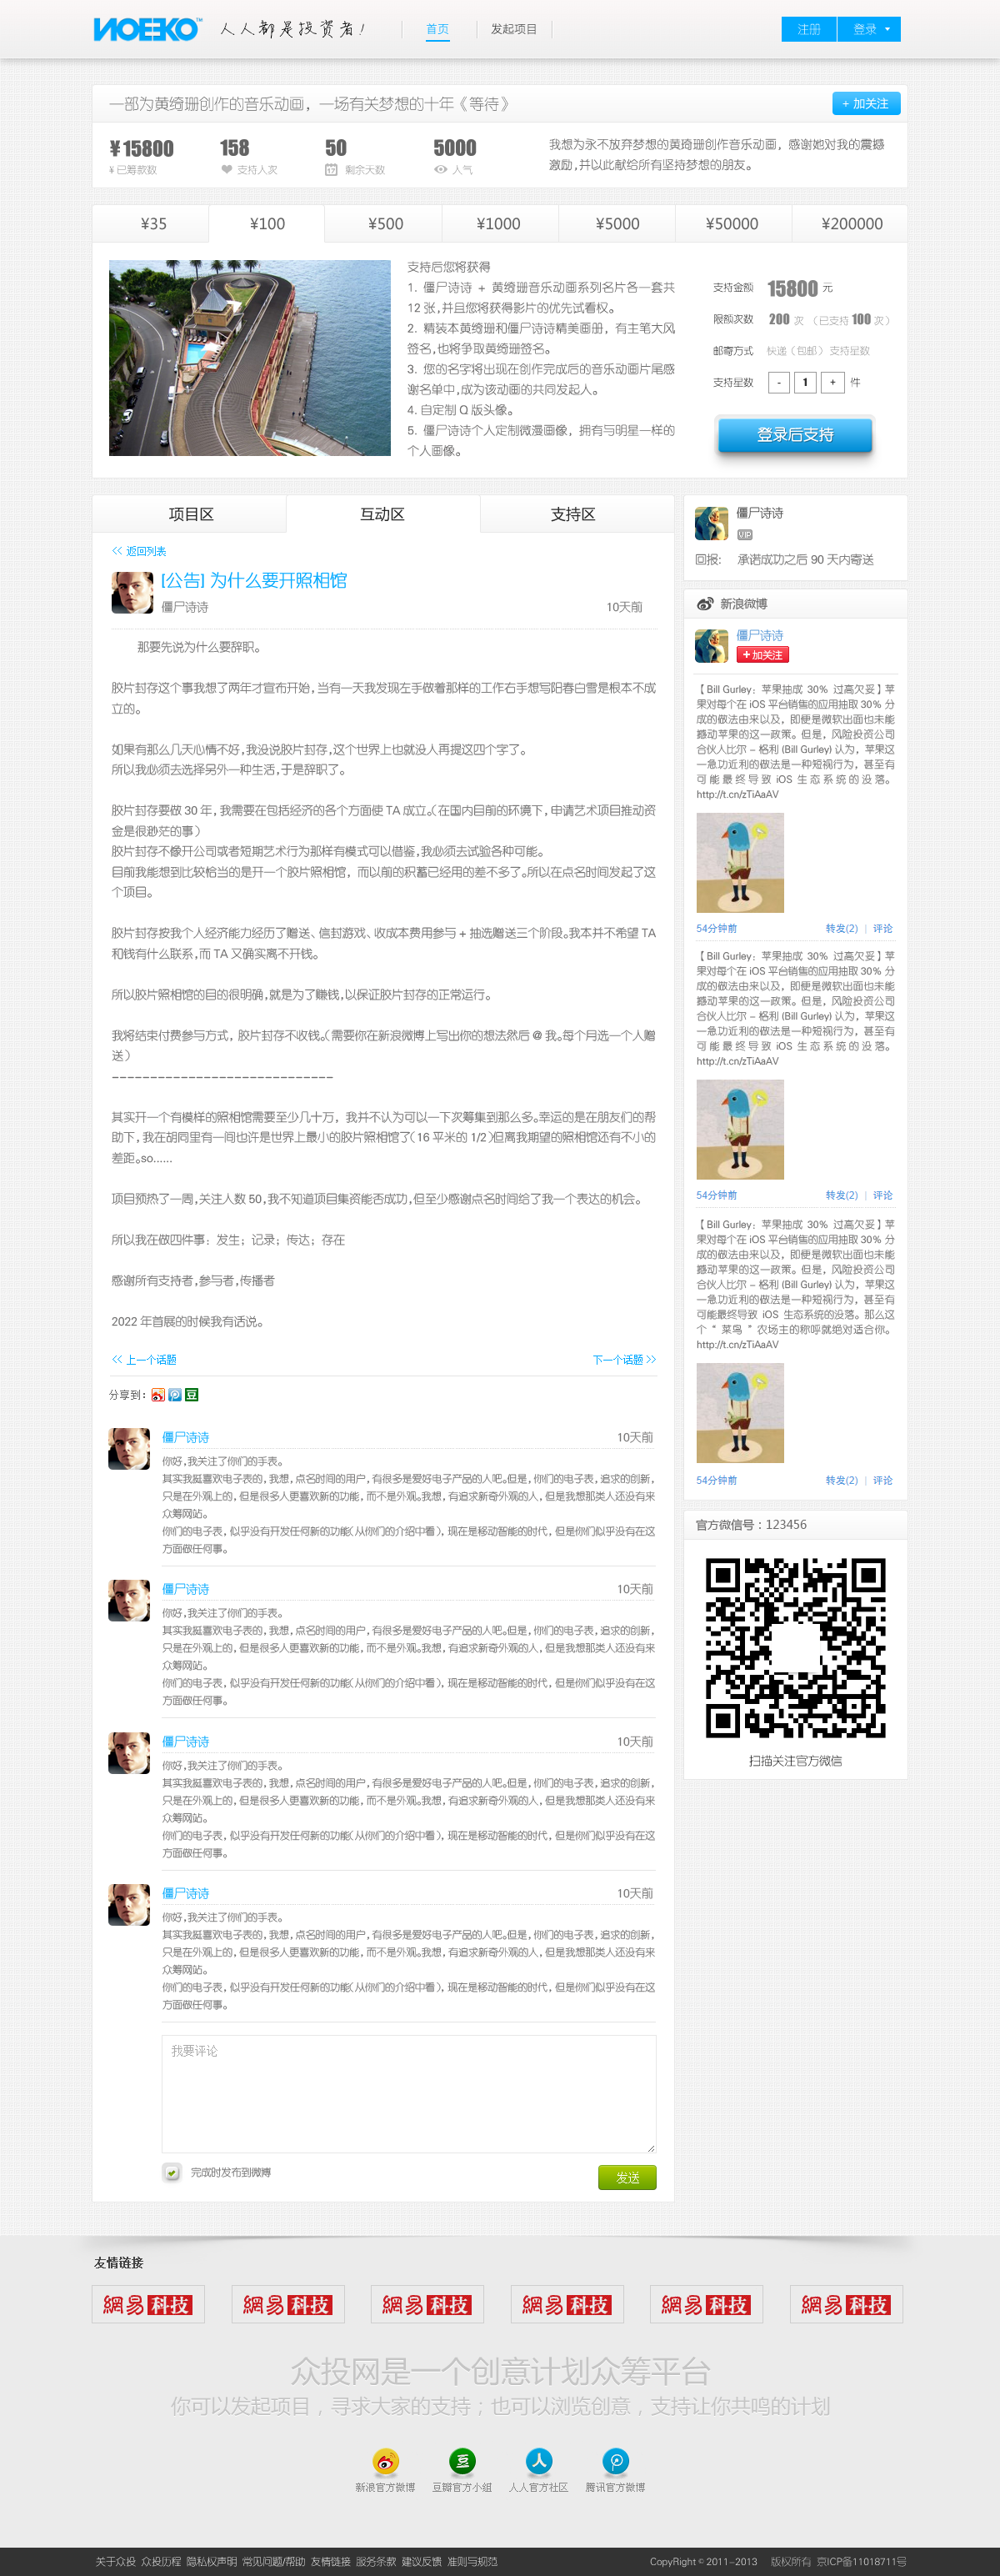 NOEKO™ 人人都是投资者! 首页 发起项目 注册 登录
一部为黄绮珊创作的音乐动画，一场有关梦想的十年《等待》 + 加关注
¥15800 158 50 5000
¥ 已筹款数 支持人次 17 剩余天数 人气
我想为永不放弃梦想的黄琦珊创作音乐动画，感谢她对我的震撼
激励，并以此献给所有坚持梦想的朋友。
¥35 ¥100 ¥500 ¥1000 ¥5000 ¥50000 ¥200000
支持后您将获得
1. 僵尸诗诗 + 黄绮珊音乐动画系列名片各一套共
12 张，并且您将获得影片的优先试看权。
2. 精装本黄绮珊和僵尸诗诗精美画册，有主笔大风
签名，也将争取黄绮珊签名。
3. 您的名字将出现在创作完成后的音乐动画片尾感
谢名单中，成为该动画的共同发起人。
4. 自定制 Q 版头像。
5. 僵尸诗诗个人定制微漫画像，拥有与明星一样的
个人画像。
支持金额 15800 元
限额次数 200 次 （已支持 100 次）
邮寄方式 快递（包邮） 支持星数
支持星数 - 1 + 件
登录后支持
项目区 互动区 支持区
<< 返回列表
[公告] 为什么要开照相馆
僵尸诗诗 10天前
那要先说为什么要辞职。
胶片封存这个事我想了两年才宣布开始，当有一天我发现左手做着那样的工作右手想写阳春白雪是根本不成
立的。
如果有那么几天心情不好，我没说胶片封存，这个世界上也就没人再提这四个字了。
所以我必须去选择另外一种生活，于是辞职了。
胶片封存要做 30 年，我需要在包括经济的各个方面使 TA 成立。（在国内目前的环境下，申请艺术项目推动资
金是很渺茫的事）
胶片封存不像开公司或者短期艺术行为那样有模式可以借鉴，我必须去试验各种可能。
目前我能想到比较恰当的是开一个胶片照相馆，而以前的积蓄已经用的差不多了。所以在点名时间发起了这
个项目。
胶片封存按我个人经济能力经历了赠送、信封游戏、收成本费用参与 + 抽选赠送三个阶段。我本并不希望 TA
和钱有什么联系，而 TA 又确实离不开钱。
所以胶片照相馆的目的很明确，就是为了赚钱，以保证胶片封存的正常运行。
我将结束付费参与方式，胶片封存不收钱。（需要你在新浪微博上写出你的想法然后 @ 我。每个月选一个人赠
送）
-----------------------------
其实开一个有模样的照相馆需要至少几十万，我并不认为可以一下次筹集到那么多。幸运的是在朋友们的帮
助下，我在胡同里有一间也许是世界上最小的胶片照相馆了（16 平米的 1/2）但离我期望的照相馆还有不小的
差距。so......
项目预热了一周，关注人数 50，我不知道项目集资能否成功，但至少感谢点名时间给了我一个表达的机会。
所以我在做四件事：发生；记录；传达；存在
感谢所有支持者，参与者，传播者
2022 年首展的时候我有话说。
<< 上一个话题 下一个话题 >>
分享到： 豆
僵尸诗诗 10天前
你好，我关注了你们的手表。
其实我挺喜欢电子表的，我想，点名时间的用户，有很多是爱好电子产品的人吧。但是，你们的电子表，追求的创新，
只是在外观上的，但是很多人更喜欢新的功能，而不是外观。我想，有追求新奇外观的人，但是我想那类人还没有来
众筹网站。
你们的电子表，似乎没有开发任何新的功能（从你们的介绍中看），现在是移动智能的时代，但是你们似乎没有在这
方面做任何事。
僵尸诗诗 10天前
你好，我关注了你们的手表。
其实我挺喜欢电子表的，我想，点名时间的用户，有很多是爱好电子产品的人吧。但是，你们的电子表，追求的创新，
只是在外观上的，但是很多人更喜欢新的功能，而不是外观。我想，有追求新奇外观的人，但是我想那类人还没有来
众筹网站。
你们的电子表，似乎没有开发任何新的功能（从你们的介绍中看），现在是移动智能的时代，但是你们似乎没有在这
方面做任何事。
僵尸诗诗 10天前
你好，我关注了你们的手表。
其实我挺喜欢电子表的，我想，点名时间的用户，有很多是爱好电子产品的人吧。但是，你们的电子表，追求的创新，
只是在外观上的，但是很多人更喜欢新的功能，而不是外观。我想，有追求新奇外观的人，但是我想那类人还没有来
众筹网站。
你们的电子表，似乎没有开发任何新的功能（从你们的介绍中看），现在是移动智能的时代，但是你们似乎没有在这
方面做任何事。
僵尸诗诗 10天前
你好，我关注了你们的手表。
其实我挺喜欢电子表的，我想，点名时间的用户，有很多是爱好电子产品的人吧。但是，你们的电子表，追求的创新，
只是在外观上的，但是很多人更喜欢新的功能，而不是外观。我想，有追求新奇外观的人，但是我想那类人还没有来
众筹网站。
你们的电子表，似乎没有开发任何新的功能（从你们的介绍中看），现在是移动智能的时代，但是你们似乎没有在这
方面做任何事。
我要评论
完成时发布到微博 发送
僵尸诗诗
VIP
回报: 承诺成功之后 90 天内寄送
新浪微博
僵尸诗诗
+加关注
【Bill Gurley：苹果抽成 30% 过高欠妥】苹
果对每个在 iOS 平台销售的应用抽取 30% 分
成的做法由来以及，即便是微软出面也未能
撼动苹果的这一政策。但是，风险投资公司
合伙人比尔 - 格利 (Bill Gurley) 认为，苹果这
一急功近利的做法是一种短视行为，甚至有
可能最终导致 iOS 生态系统的没落。
http://t.cn/zTiAaAV
54分钟前 转发(2) | 评论
【Bill Gurley：苹果抽成 30% 过高欠妥】苹
果对每个在 iOS 平台销售的应用抽取 30% 分
成的做法由来以及，即便是微软出面也未能
撼动苹果的这一政策。但是，风险投资公司
合伙人比尔 - 格利 (Bill Gurley) 认为，苹果这
一急功近利的做法是一种短视行为，甚至有
可能最终导致 iOS 生态系统的没落。
http://t.cn/zTiAaAV
54分钟前 转发(2) | 评论
【Bill Gurley：苹果抽成 30% 过高欠妥】苹
果对每个在 iOS 平台销售的应用抽取 30% 分
成的做法由来以及，即便是微软出面也未能
撼动苹果的这一政策。但是，风险投资公司
合伙人比尔 - 格利 (Bill Gurley) 认为，苹果这
一急功近利的做法是一种短视行为，甚至有
可能最终导致 iOS 生态系统的没落。那么这
个 “ 菜鸟 ” 农场主的称呼就绝对适合你。
http://t.cn/zTiAaAV
54分钟前 转发(2) | 评论
官方微信号：123456
扫描关注官方微信
友情链接
網易科技 網易科技 網易科技 網易科技 網易科技 網易科技
众投网是一个创意计划众筹平台
你可以发起项目，寻求大家的支持；也可以浏览创意，支持让你共鸣的计划
豆 人
新浪官方微博 豆瓣官方小组 人人官方社区 腾讯官方微博
关于众投 众投历程 隐私权声明 常见问题/帮助 友情链接 服务条款 建议反馈 准则与规范 CopyRight © 2011-2013 版权所有 京ICP备11018711号